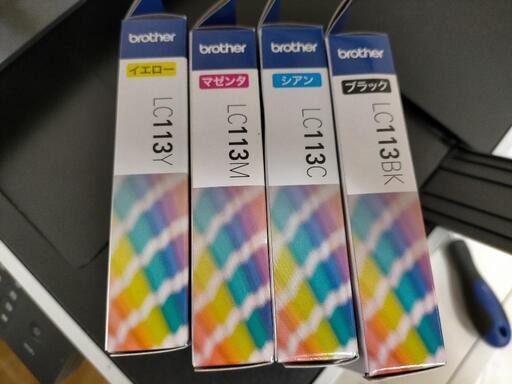 brother
イエロー
LC113Y
brother
マゼンタ
LC113M
brother
シアン
LC113C
brother
ブラック
LC113BK